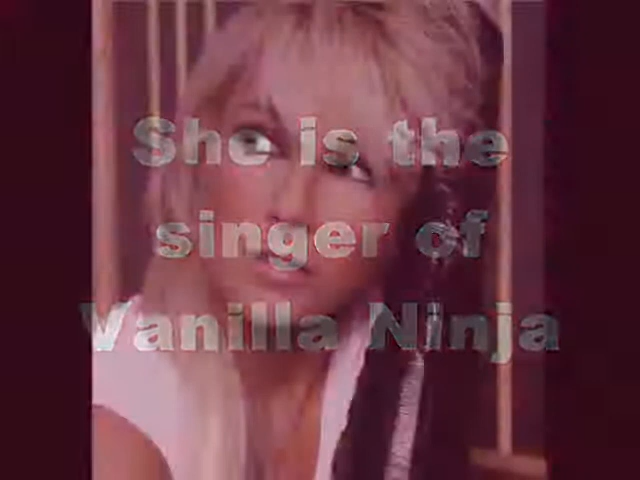 She is the
singer of
Vanilla Ninja